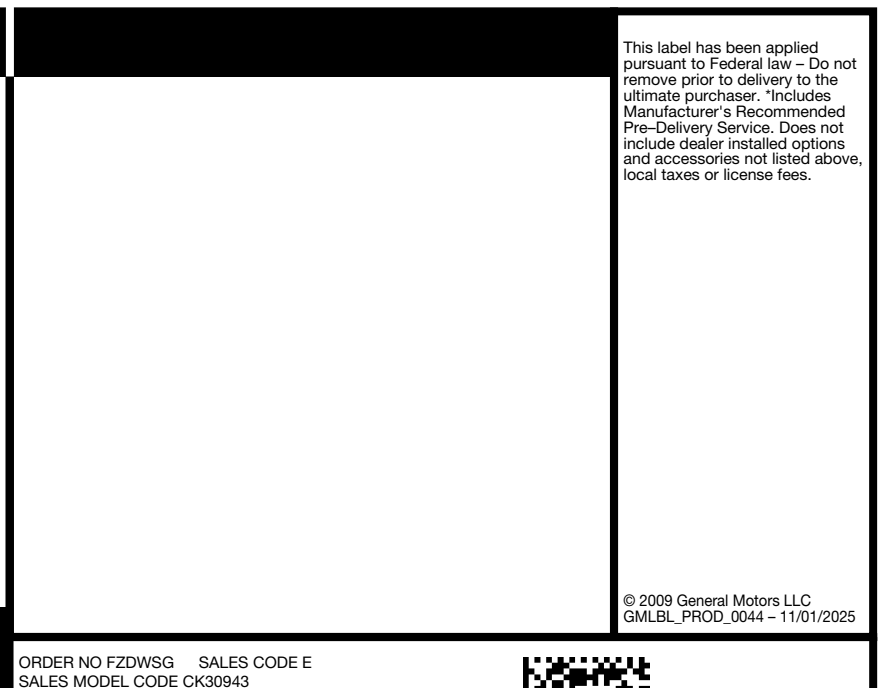 This label has been applied
pursuant to Federal law – Do not
remove prior to delivery to the
ultimate purchaser. *Includes
Manufacturer's Recommended
Pre–Delivery Service. Does not
include dealer installed options
and accessories not listed above,
local taxes or license fees.
© 2009 General Motors LLC
GMLBL_PROD_0044 – 11/01/2025
ORDER NO FZDWSG SALES CODE E
SALES MODEL CODE CK30943